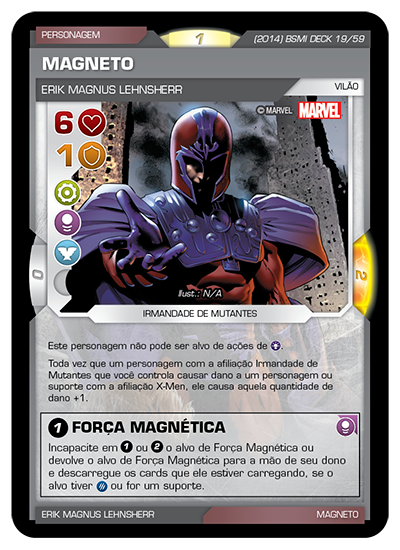 PERSONAGEM
1
(2014) BSMI DECK 19/59
MAGNETO
ERIK MAGNUS LEHNSHERR
VILÃO
© MARVEL MARVEL
6
1
X
0
2
Illust.: N/A
IRMANDADE DE MUTANTES
Este personagem não pode ser alvo de ações de .
Toda vez que um personagem com a afiliação Irmandade de
Mutantes que você controla causar dano a um personagem ou
suporte com a afiliação X-Men, ele causa aquela quantidade de
dano +1.
1 FORÇA MAGNÉTICA
Incapacite em 1 ou 2 o alvo de Força Magnética ou
devolve o alvo de Força Magnética para a mão de seu dono
e descarregue os cards que ele estiver carregando, se o
alvo tiver ou for um suporte.
ERIK MAGNUS LEHNSHERR
MAGNETO